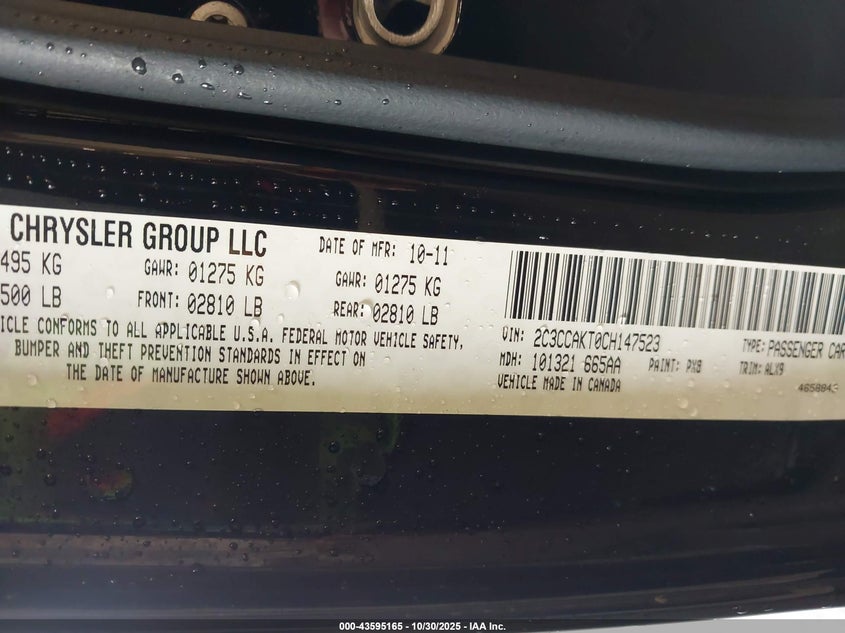 CHRYSLER GROUP LLC DATE OF MFR: 10-11
495 KG GAWR: 01275 KG GAWR: 01275 KG
500 LB FRONT: 02810 LB REAR: 02810 LB
ICLE CONFORMS TO ALL APPLICABLE U.S.A. FEDERAL MOTOR VEHICLE SAFETY,
BUMPER AND THEFT PREVENTION STANDARDS IN EFFECT ON
THE DATE OF MANUFACTURE SHOWN ABOVE.
VIN: 2C3CCAKT0CH147523 TYPE: PASSENGER CAR
MDH: 101321 665AA PAINT: PX8 TRIM: ALX9
VEHICLE MADE IN CANADA
000-43595165 - 10/30/2025 - IAA Inc.